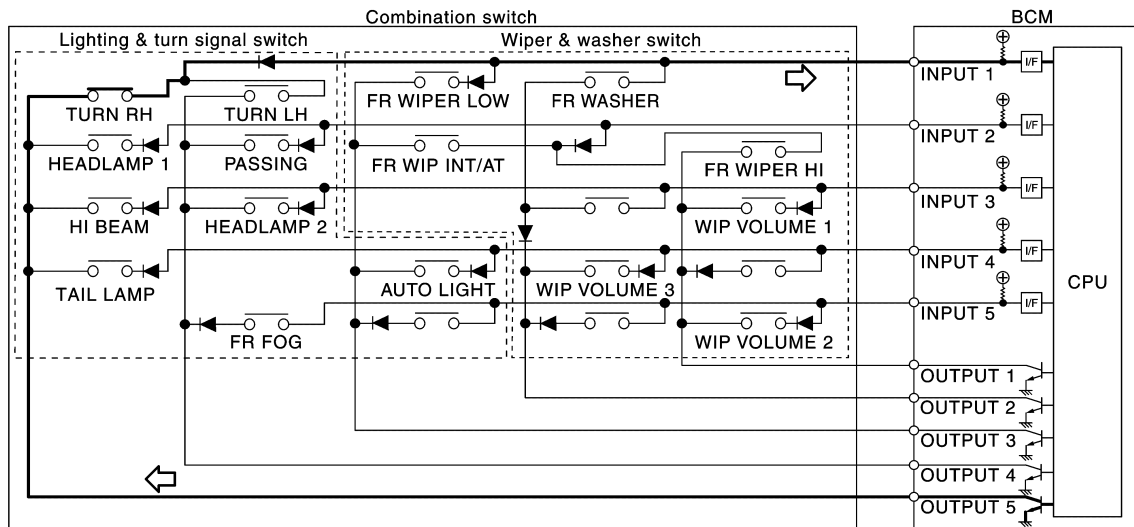 Combination switch
BCM
Lighting & turn signal switch
Wiper & washer switch
INPUT 1
I/F
TURN RH
TURN LH
FR WIPER LOW
FR WASHER
INPUT 2
I/F
HEADLAMP 1
PASSING
FR WIP INT/AT
FR WIPER HI
INPUT 3
I/F
HI BEAM
HEADLAMP 2
WIP VOLUME 1
INPUT 4
I/F
TAIL LAMP
AUTO LIGHT
WIP VOLUME 3
CPU
INPUT 5
I/F
FR FOG
WIP VOLUME 2
OUTPUT 1
OUTPUT 2
OUTPUT 3
OUTPUT 4
OUTPUT 5